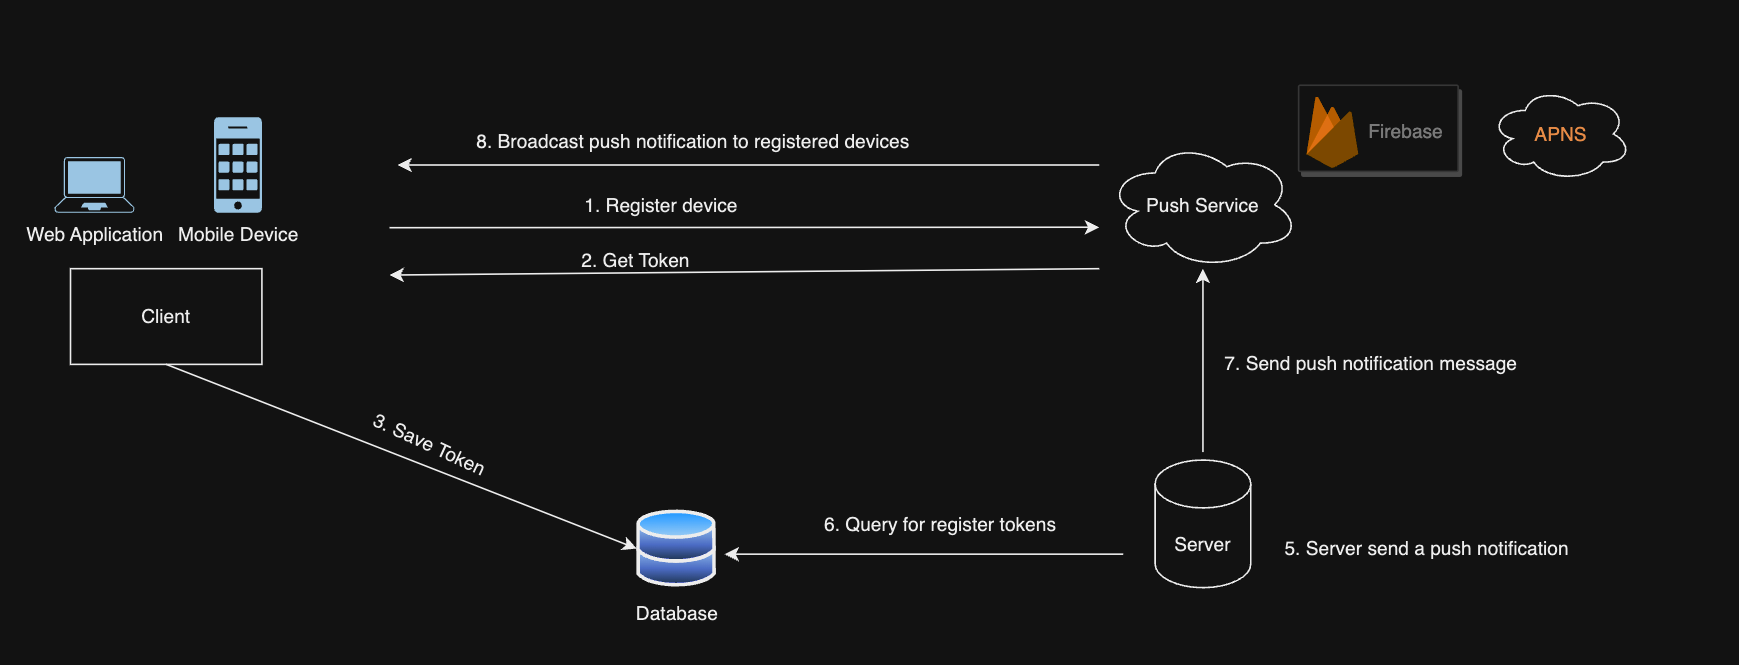 8. Broadcast push notification to registered devices
Firebase
APNS
1. Register device
Push Service
Web Application
Mobile Device
2. Get Token
Client
7. Send push notification message
3. Save Token
6. Query for register tokens
Server
5. Server send a push notification
Database